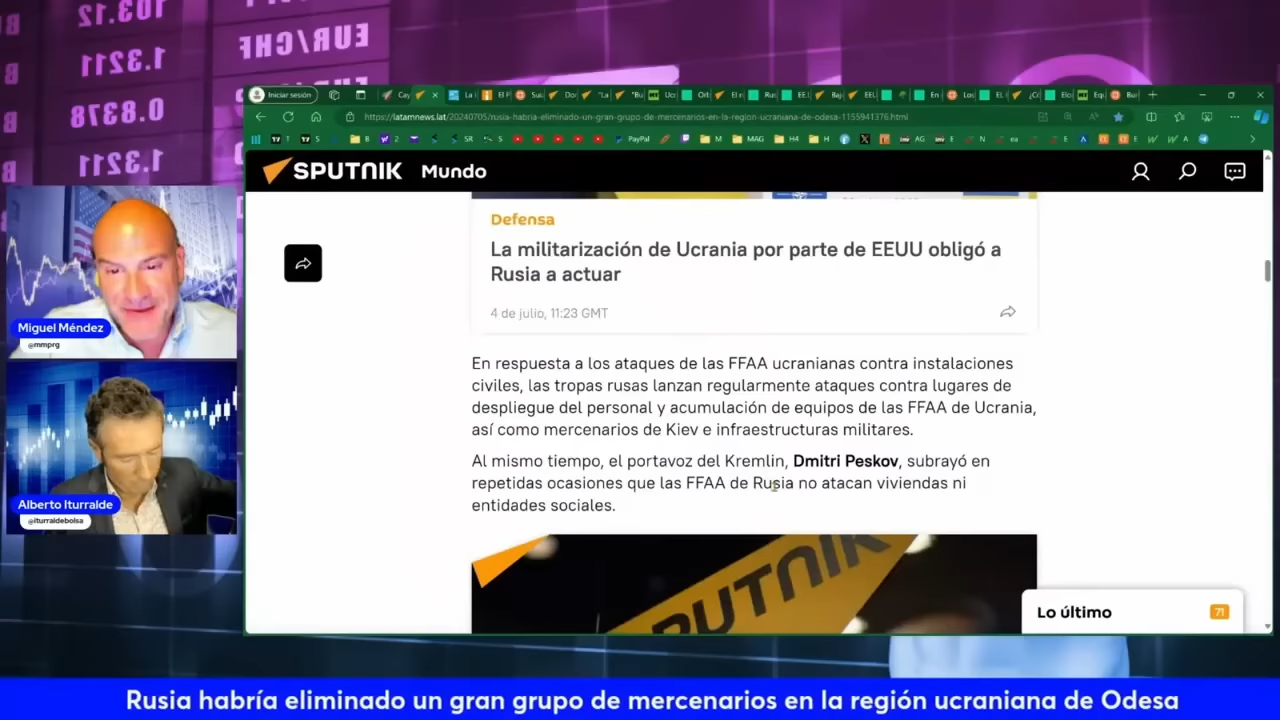 Iniciar sesión
https://latamnews.lat/20240705/rusia-habria-eliminado-un-gran-grupo-de-mercenarios-en-la-region-ucraniana-de-odesa-1155941376.html
PayPal
MAG
H4
H
AG
SPUTNIK Mundo
Defensa
La militarización de Ucrania por parte de EEUU obligó a
Rusia a actuar
4 de julio, 11:23 GMT
En respuesta a los ataques de las FFAA ucranianas contra instalaciones
civiles, las tropas rusas lanzan regularmente ataques contra lugares de
despliegue del personal y acumulación de equipos de las FFAA de Ucrania,
así como mercenarios de Kiev e infraestructuras militares.
Al mismo tiempo, el portavoz del Kremlin, Dmitri Peskov, subrayó en
repetidas ocasiones que las FFAA de Rusia no atacan viviendas ni
entidades sociales.
SPUTNIK
Lo último 71
Miguel Méndez
@mmprg
Alberto Iturralde
@iturraldebolsa
EUR/CHF
1.3211
0.8378
1.3211
Rusia habría eliminado un gran grupo de mercenarios en la región ucraniana de Odesa